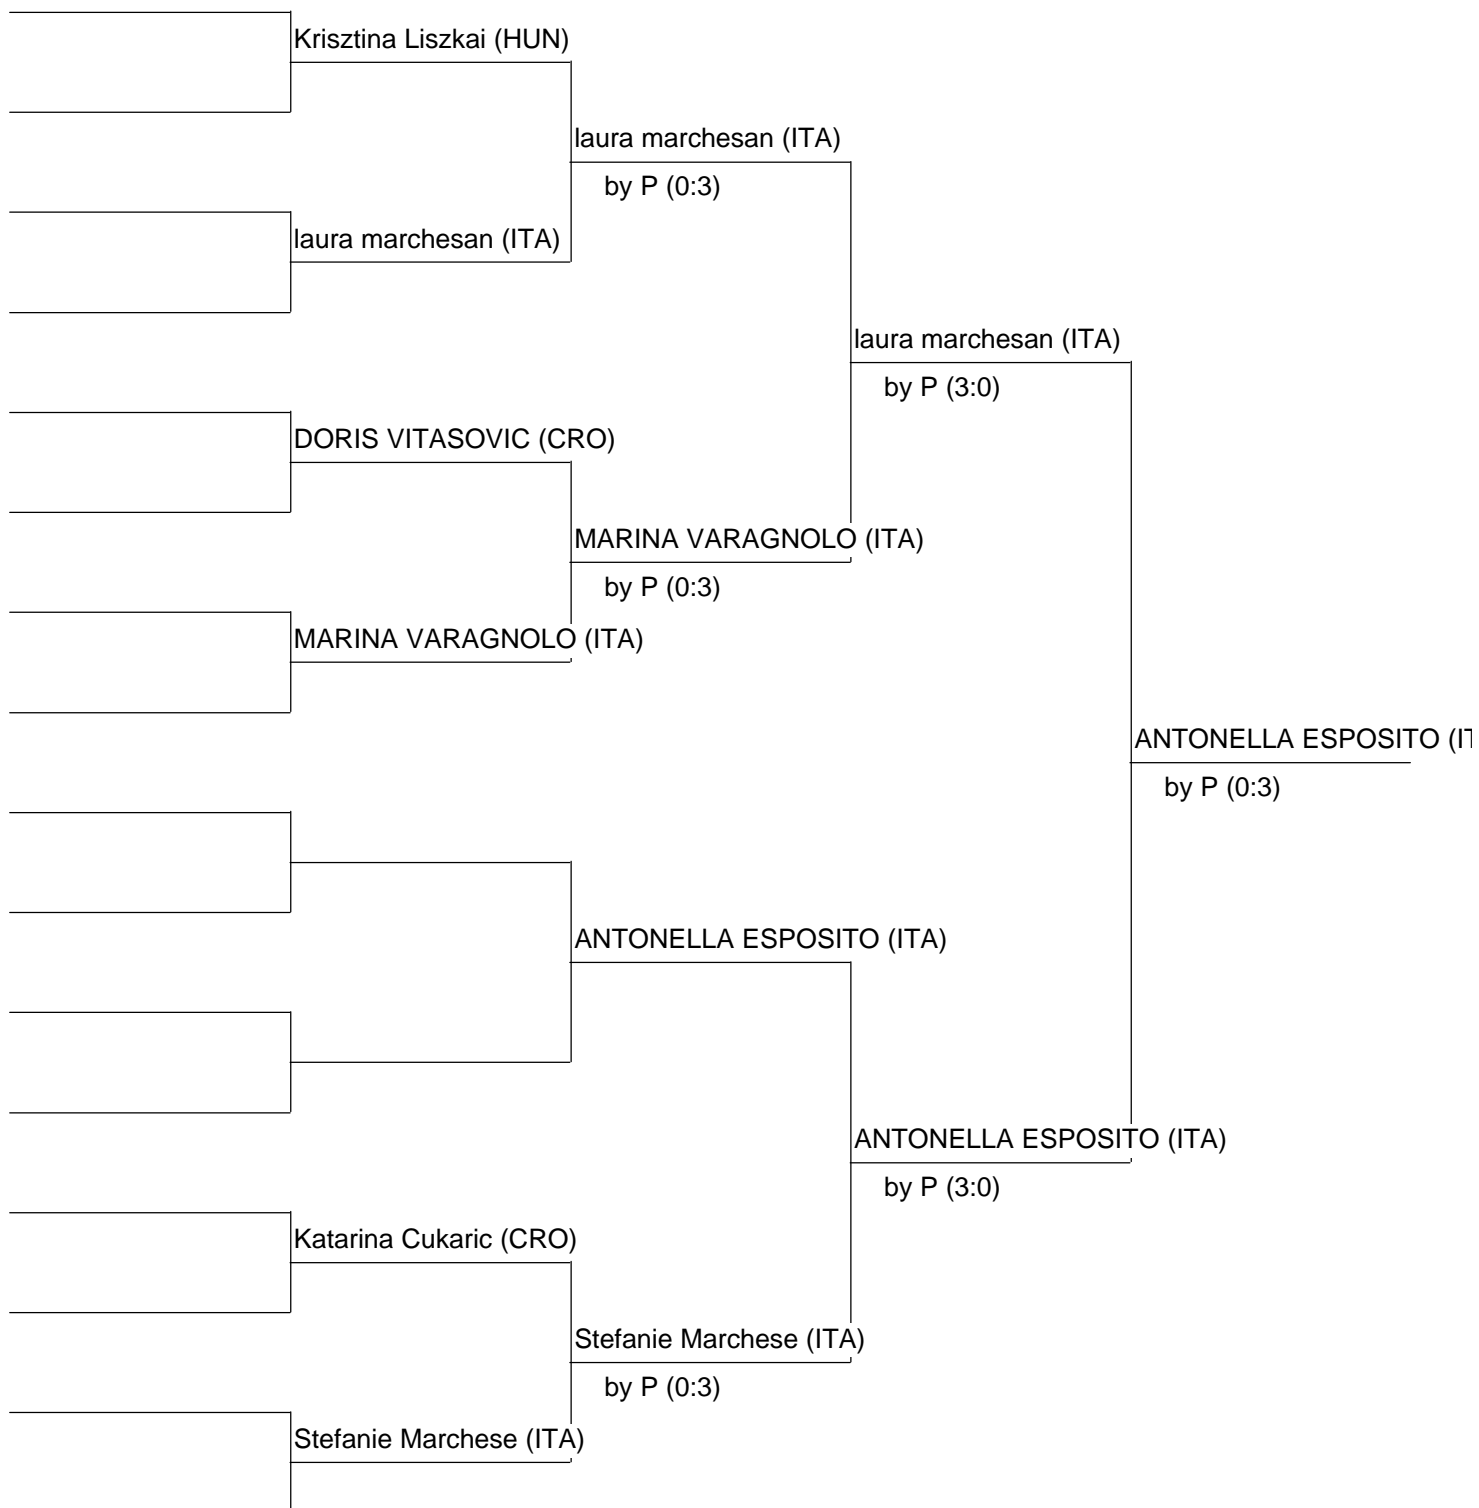 Krisztina Liszkai (HUN)
laura marchesan (ITA)
by P (0:3)
laura marchesan (ITA)
laura marchesan (ITA)
by P (3:0)
DORIS VITASOVIC (CRO)
MARINA VARAGNOLO (ITA)
by P (0:3)
MARINA VARAGNOLO (ITA)
ANTONELLA ESPOSITO (IT
by P (0:3)
ANTONELLA ESPOSITO (ITA)
ANTONELLA ESPOSITO (ITA)
by P (3:0)
Katarina Cukaric (CRO)
Stefanie Marchese (ITA)
by P (0:3)
Stefanie Marchese (ITA)